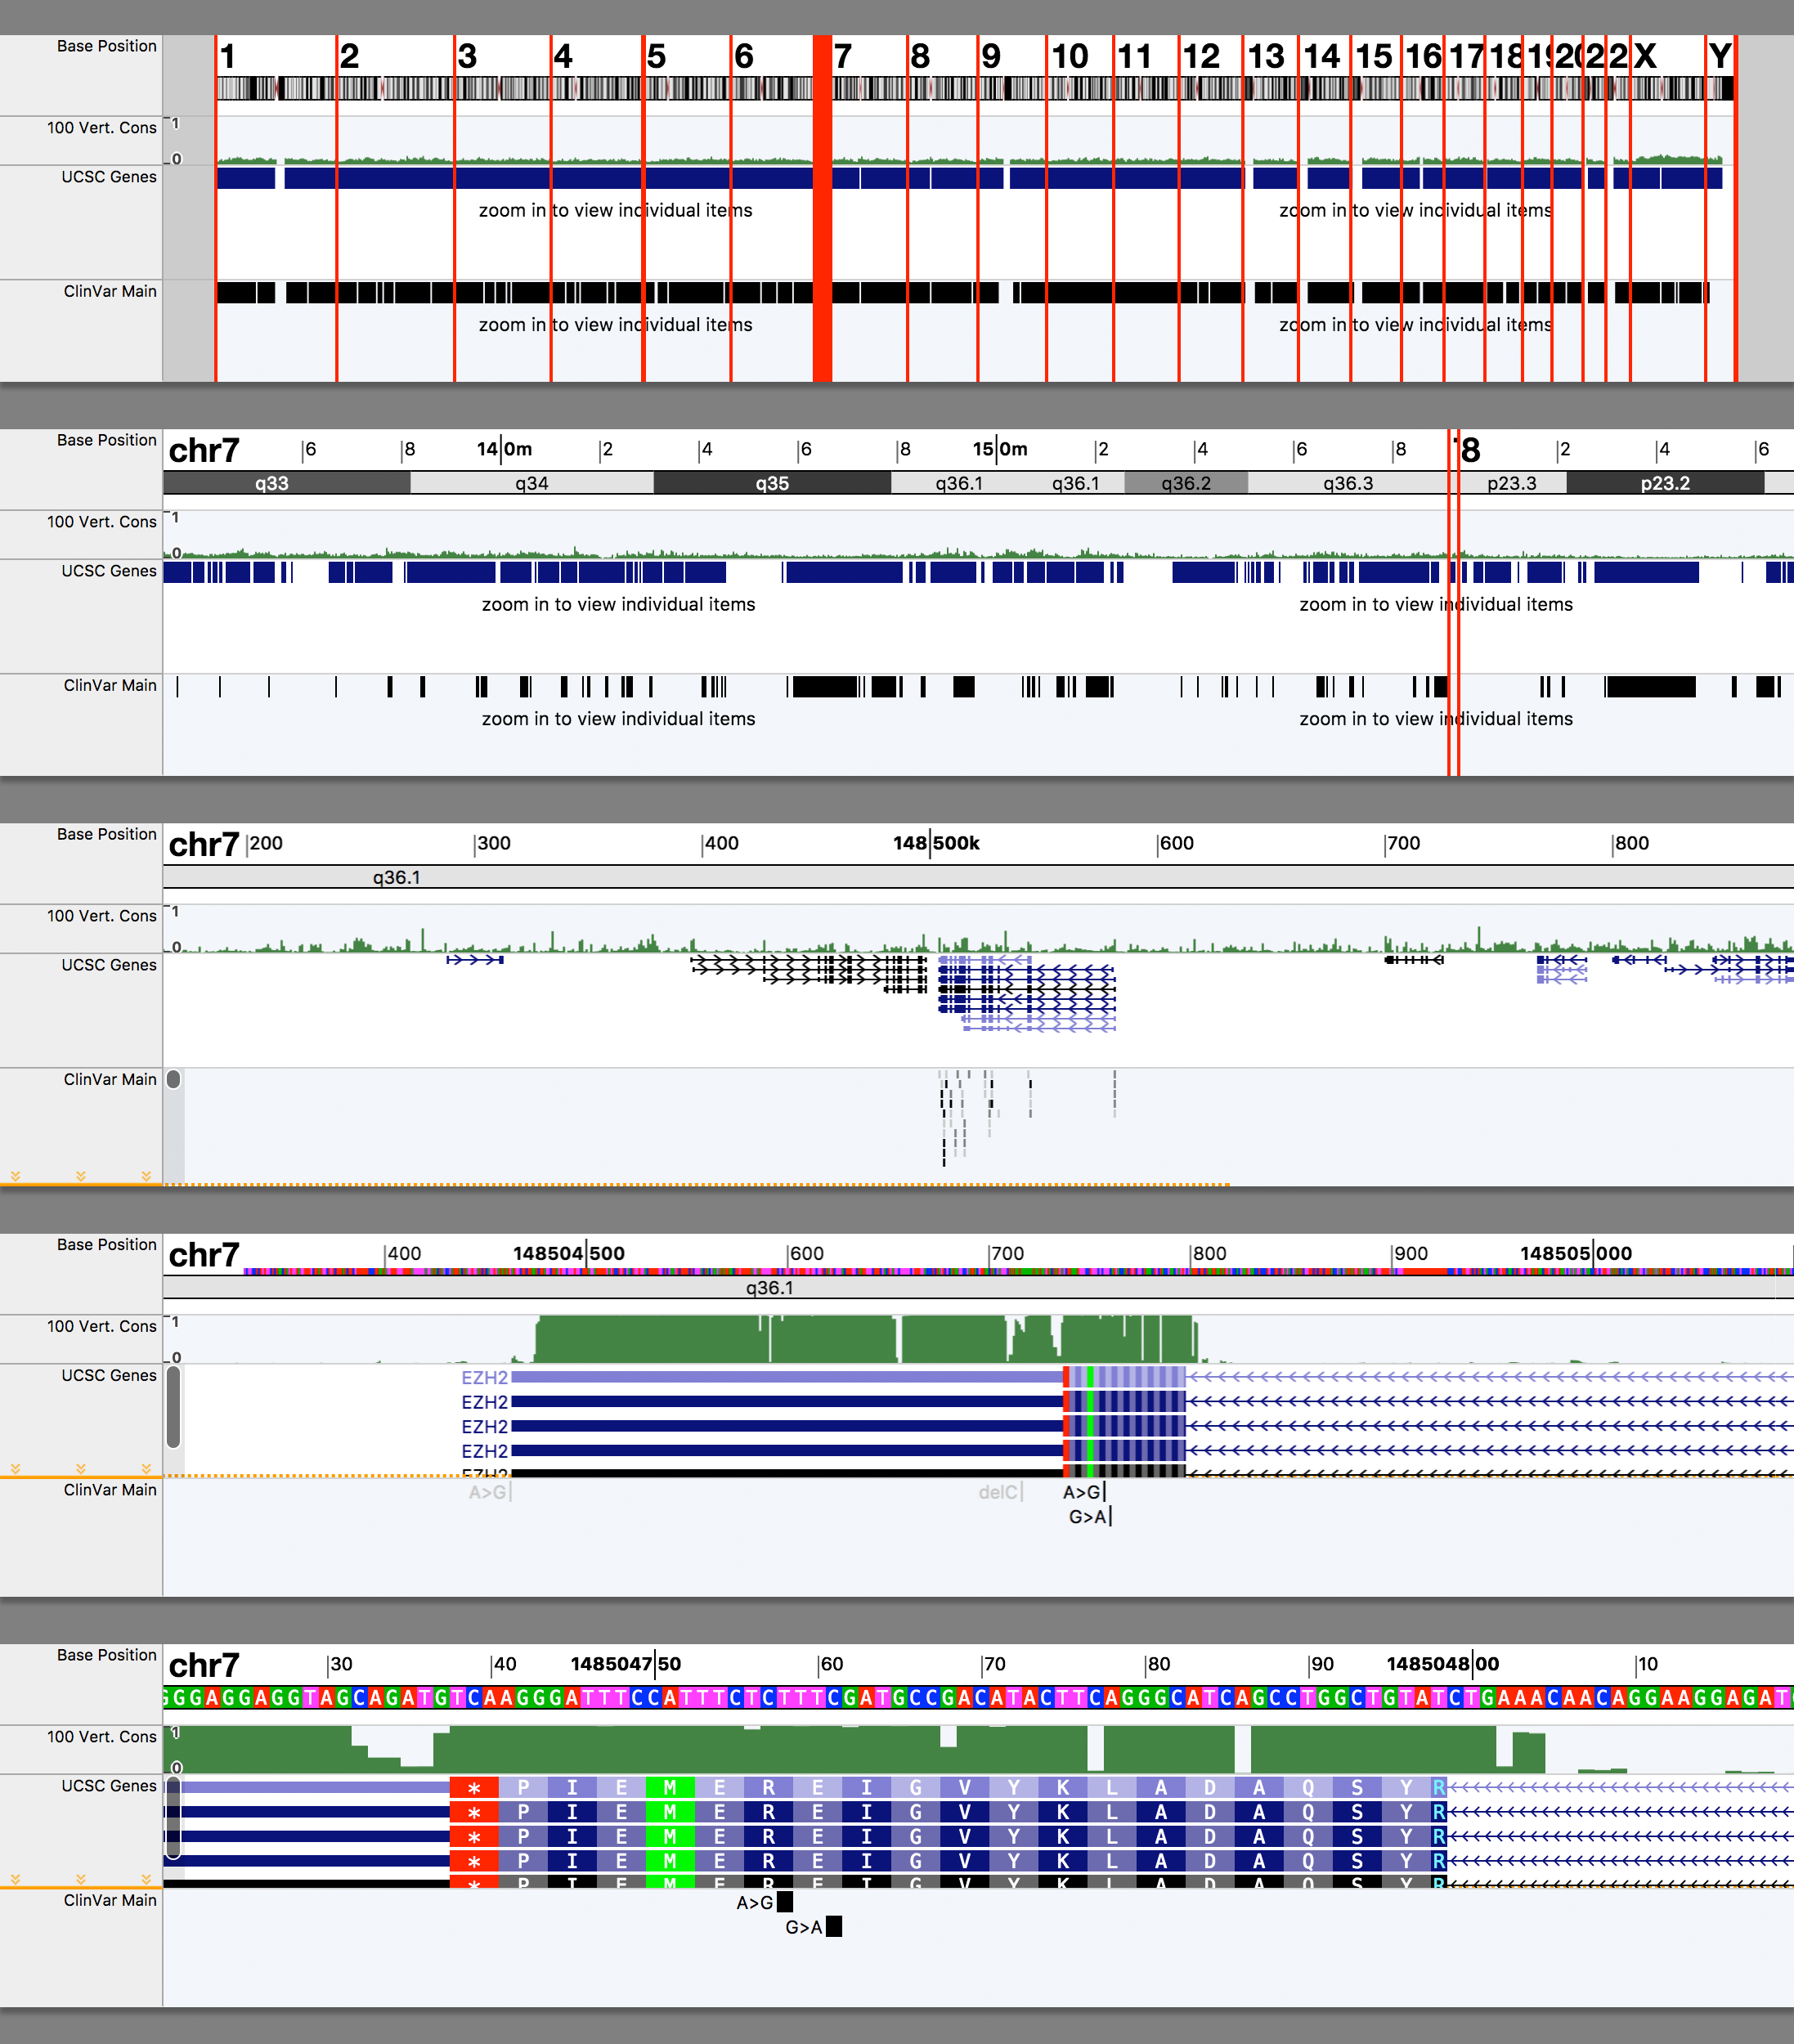 Base Position 1 2 3 4 5 6 7 8 9 10 11 12 13 14 15 16 17 18 19 20 2 2 X Y
100 Vert. Cons 1
0
UCSC Genes
zoom in to view individual items zoom in to view individual items
ClinVar Main
zoom in to view individual items zoom in to view individual items
Base Position chr7 |6 |8 14|0m |2 |4 |6 |8 15|0m |2 |4 |6 |8 8 |2 |4 |6
q33 q34 q35 q36.1 q36.1 q36.2 q36.3 p23.3 p23.2
100 Vert. Cons 1
0
UCSC Genes
zoom in to view individual items zoom in to view individual items
ClinVar Main
zoom in to view individual items zoom in to view individual items
Base Position chr7 |200 |300 |400 148|500k |600 |700 |800
q36.1
100 Vert. Cons 1
0
UCSC Genes
ClinVar Main
Base Position chr7 |400 148504|500 |600 |700 |800 |900 148505|000
q36.1
100 Vert. Cons 1
0
UCSC Genes
EZH2
EZH2
EZH2
EZH2
EZH2
ClinVar Main A>G delC A>G
G>A
Base Position chr7 |30 |40 1485047|50 |60 |70 |80 |90 1485048|00 |10
GGGAGGAGGTAGCAGATGTCAAGGGATTTCCATTTCTCTTTCGATGCCGACATACTTCAGGGCATCAGCCTGGCTGTATCTGAAACAACAGGAAGGAGAT
100 Vert. Cons 1
0
UCSC Genes * P I E M E R E I G V Y K L A D A Q S Y R
* P I E M E R E I G V Y K L A D A Q S Y R
* P I E M E R E I G V Y K L A D A Q S Y R
* P I E M E R E I G V Y K L A D A Q S Y R
* P I E M E R E I G V Y K L A D A Q S Y R
ClinVar Main A>G
G>A